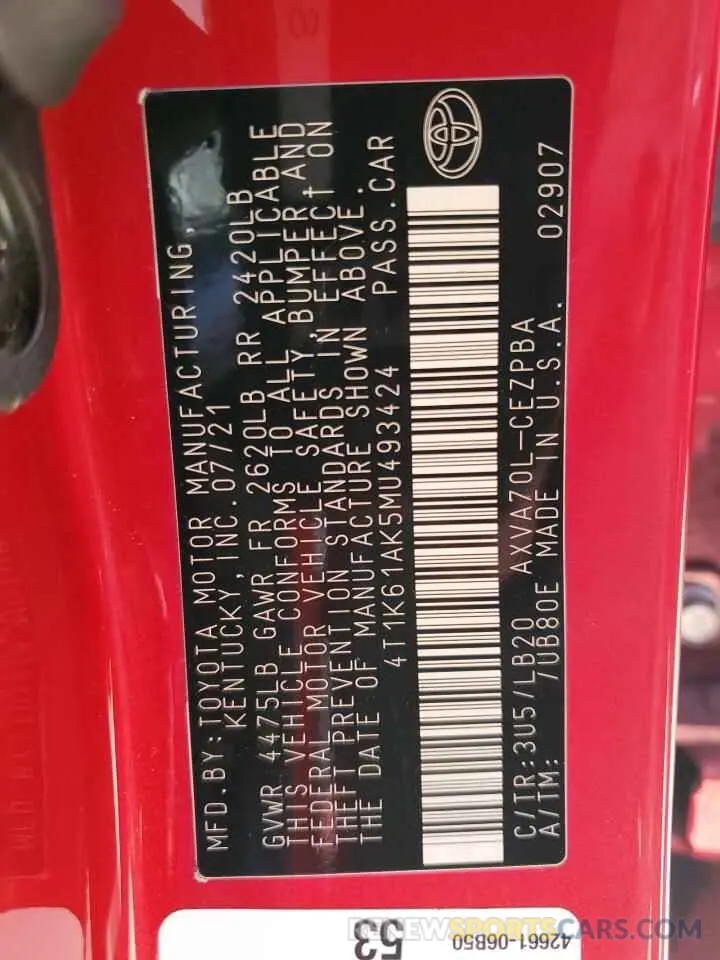 MFD.BY:TOYOTA MOTOR MANUFACTURING,
KENTUCKY, INC. 07/21
GVWR 4475LB GAWR FR 2620LB RR 2420LB
THIS VEHICLE CONFORMS TO ALL APPLICABLE
FEDERAL MOTOR VEHICLE SAFETY, BUMPER, AND
THEFT PREVENTION STANDARDS IN EFFECT ON
THE DATE OF MANUFACTURE SHOWN ABOVE.
4T1K61AK5MU493424 PASS.CAR
C/TR:3U5/LB20 AXVA70L-CEZPBA 02907
A/TM: 7UB80E MADE IN U.S.A.
53
42661-06B50
RENEWSPORTSCARS.COM